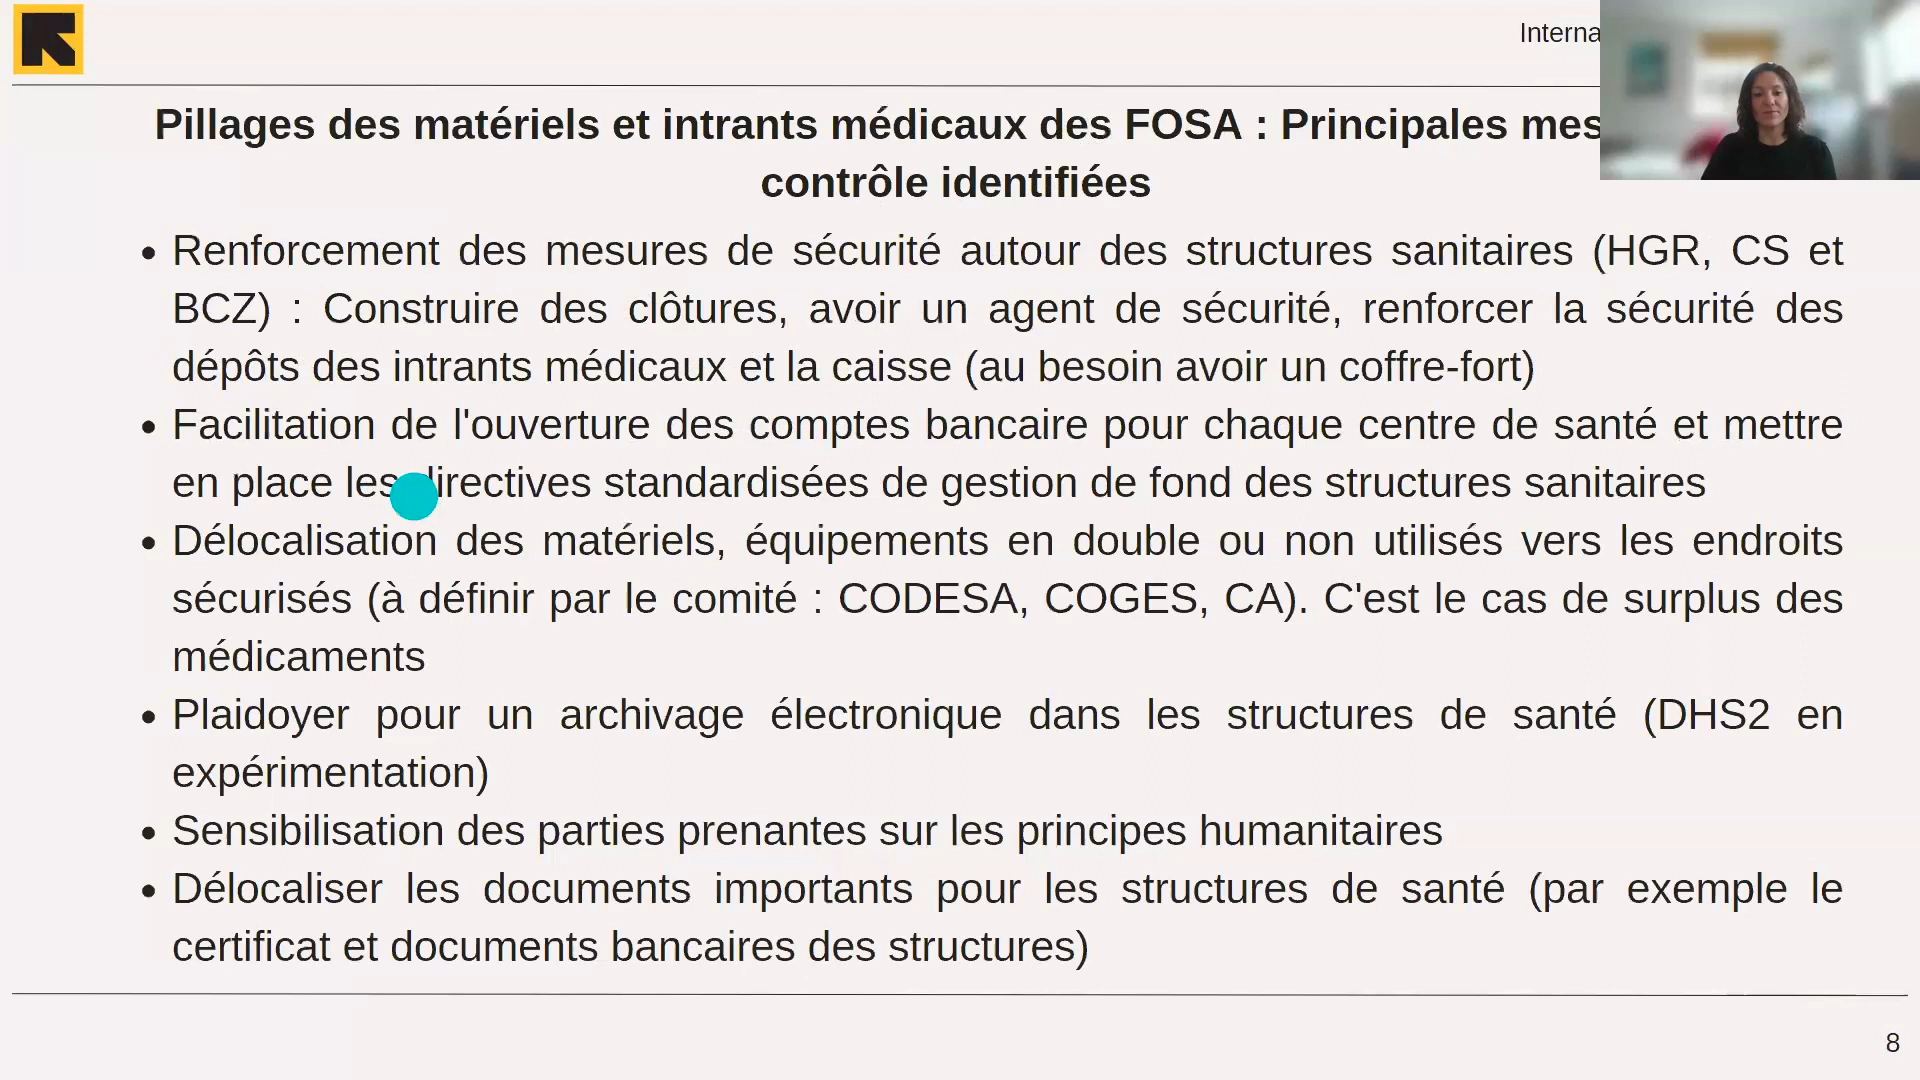 Interna
Pillages des matériels et intrants médicaux des FOSA : Principales mes
contrôle identifiées
• Renforcement des mesures de sécurité autour des structures sanitaires (HGR, CS et
BCZ) : Construire des clôtures, avoir un agent de sécurité, renforcer la sécurité des
dépôts des intrants médicaux et la caisse (au besoin avoir un coffre-fort)
• Facilitation de l'ouverture des comptes bancaire pour chaque centre de santé et mettre
en place les directives standardisées de gestion de fond des structures sanitaires
• Délocalisation des matériels, équipements en double ou non utilisés vers les endroits
sécurisés (à définir par le comité : CODESA, COGES, CA). C'est le cas de surplus des
médicaments
• Plaidoyer pour un archivage électronique dans les structures de santé (DHS2 en
expérimentation)
• Sensibilisation des parties prenantes sur les principes humanitaires
• Délocaliser les documents importants pour les structures de santé (par exemple le
certificat et documents bancaires des structures)
8